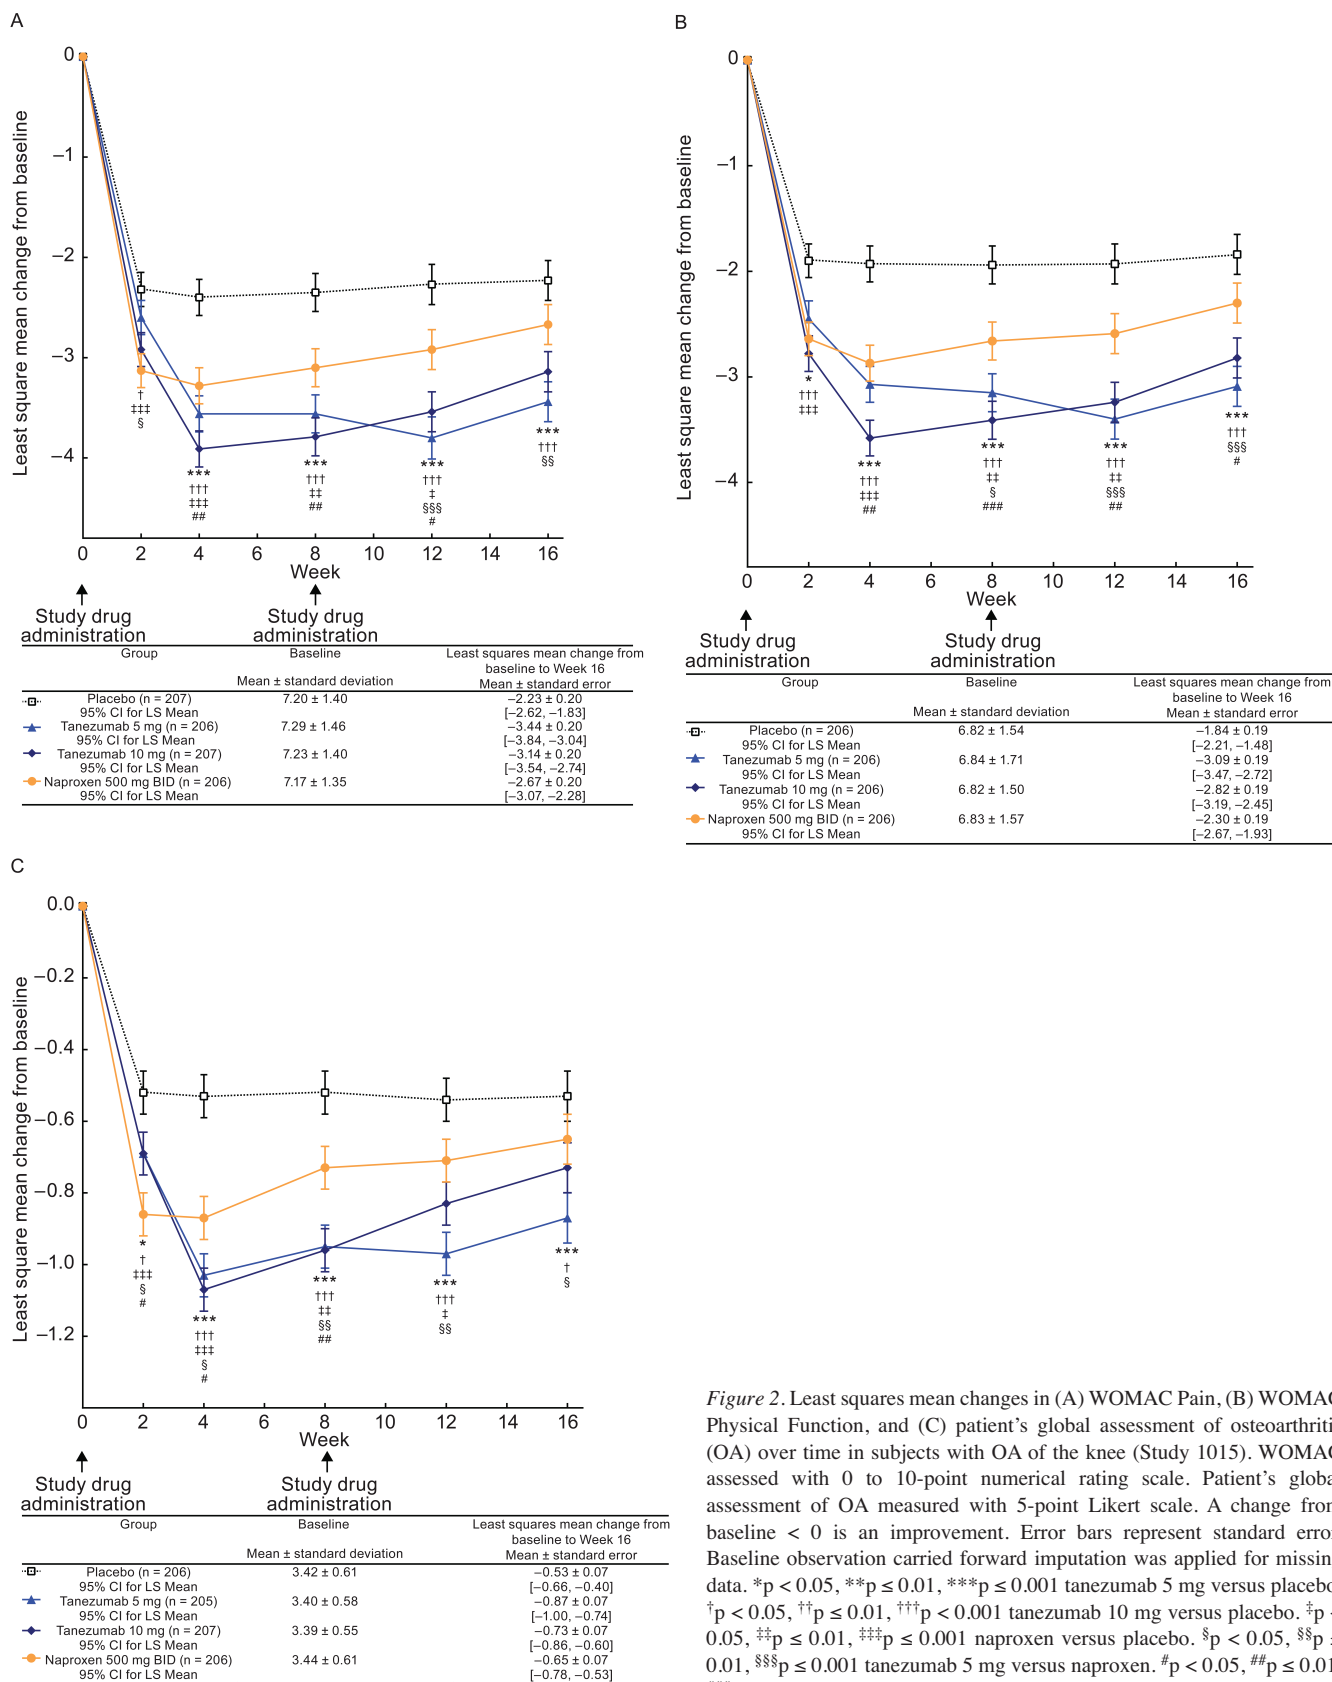 A
0
−1
−2
−3
−4
Least square mean change from baseline
†
‡‡‡
§
***
†††
‡‡‡
##
***
†††
‡‡
##
***
†††
‡
§§§
#
***
†††
§§
0 2 4 6 8 10 12 14 16
Week
Study drug administration
Study drug administration
Group Baseline Least squares mean change from baseline to Week 16
Mean ± standard deviation Mean ± standard error
Placebo (n = 207) 7.20 ± 1.40 −2.23 ± 0.20
95% CI for LS Mean [−2.62, −1.83]
Tanezumab 5 mg (n = 206) 7.29 ± 1.46 −3.44 ± 0.20
95% CI for LS Mean [−3.84, −3.04]
Tanezumab 10 mg (n = 207) 7.23 ± 1.40 −3.14 ± 0.20
95% CI for LS Mean [−3.54, −2.74]
Naproxen 500 mg BID (n = 206) 7.17 ± 1.35 −2.67 ± 0.20
95% CI for LS Mean [−3.07, −2.28]
B
0
−1
−2
−3
−4
Least square mean change from baseline
*
†††
‡‡‡
***
†††
‡‡‡
##
***
†††
‡‡
§
###
***
†††
‡‡
§§§
##
***
†††
§§§
#
0 2 4 6 8 10 12 14 16
Week
Study drug administration
Study drug administration
Group Baseline Least squares mean change from baseline to Week 16
Mean ± standard deviation Mean ± standard error
Placebo (n = 206) 6.82 ± 1.54 −1.84 ± 0.19
95% CI for LS Mean [−2.21, −1.48]
Tanezumab 5 mg (n = 206) 6.84 ± 1.71 −3.09 ± 0.19
95% CI for LS Mean [−3.47, −2.72]
Tanezumab 10 mg (n = 206) 6.82 ± 1.50 −2.82 ± 0.19
95% CI for LS Mean [−3.19, −2.45]
Naproxen 500 mg BID (n = 206) 6.83 ± 1.57 −2.30 ± 0.19
95% CI for LS Mean [−2.67, −1.93]
C
0.0
−0.2
−0.4
−0.6
−0.8
−1.0
−1.2
Least square mean change from baseline
*
†
‡‡‡
§
#
***
†††
‡‡‡
§
#
***
†††
‡‡
§§
##
***
†††
‡
§§
***
†
§
0 2 4 6 8 10 12 14 16
Week
Study drug administration
Study drug administration
Group Baseline Least squares mean change from baseline to Week 16
Mean ± standard deviation Mean ± standard error
Placebo (n = 206) 3.42 ± 0.61 −0.53 ± 0.07
95% CI for LS Mean [−0.66, −0.40]
Tanezumab 5 mg (n = 205) 3.40 ± 0.58 −0.87 ± 0.07
95% CI for LS Mean [−1.00, −0.74]
Tanezumab 10 mg (n = 207) 3.39 ± 0.55 −0.73 ± 0.07
95% CI for LS Mean [−0.86, −0.60]
Naproxen 500 mg BID (n = 206) 3.44 ± 0.61 −0.65 ± 0.07
95% CI for LS Mean [−0.78, −0.53]
Figure 2. Least squares mean changes in (A) WOMAC Pain, (B) WOMAC
Physical Function, and (C) patient's global assessment of osteoarthriti
(OA) over time in subjects with OA of the knee (Study 1015). WOMAC
assessed with 0 to 10-point numerical rating scale. Patient's globa
assessment of OA measured with 5-point Likert scale. A change from
baseline < 0 is an improvement. Error bars represent standard error
Baseline observation carried forward imputation was applied for missin
data. *p < 0.05, **p ≤ 0.01, ***p ≤ 0.001 tanezumab 5 mg versus placebo
†p < 0.05, ††p ≤ 0.01, †††p < 0.001 tanezumab 10 mg versus placebo. ‡p
0.05, ‡‡p ≤ 0.01, ‡‡‡p ≤ 0.001 naproxen versus placebo. §p < 0.05, §§p ≤
0.01, §§§p ≤ 0.001 tanezumab 5 mg versus naproxen. #p < 0.05, ##p ≤ 0.01